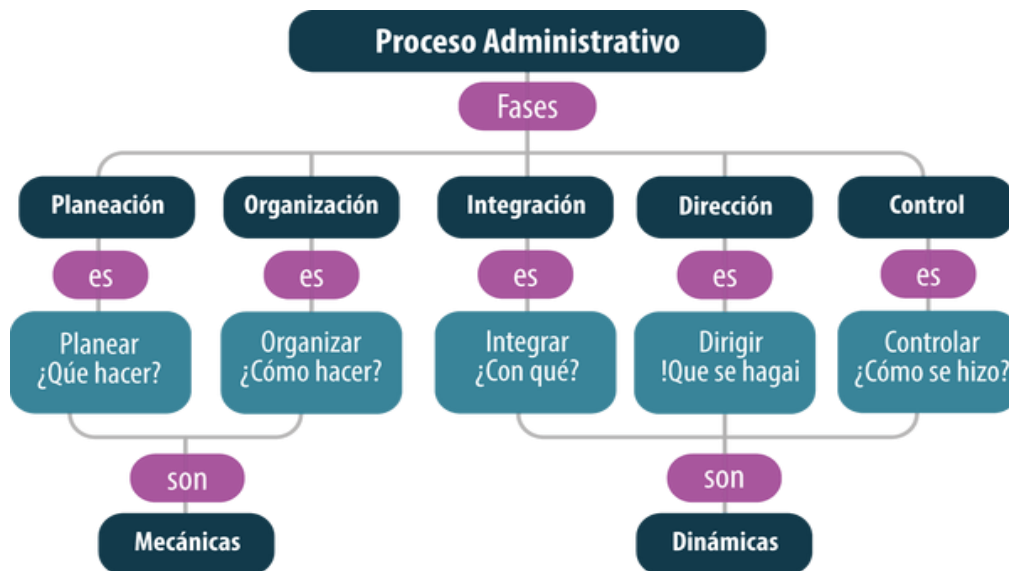 Proceso Administrativo
Fases
Planeación
Organización
Integración
Dirección
Control
es
es
es
es
es
Planear
¿Qúe hacer?
Organizar
¿Cómo hacer?
Integrar
¿Con qué?
Dirigir
!Que se hagai
Controlar
¿Cómo se hizo?
son
son
Mecánicas
Dinámicas